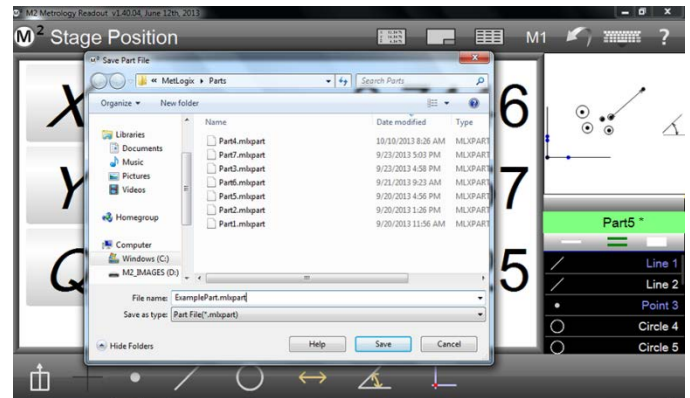 M2 Metrology Readout v1.40.04, June 12th, 2013
M2 Stage Position
M1
?
Save Part File
« MetLogix ▸ Parts
Search Parts
Organize
New folder
Name
Date modified
Type
Libraries
Documents
Music
Pictures
Videos
Homegroup
Computer
Windows (C:)
M2_IMAGES (D:)
Part4.mlxpart 10/10/2013 8:26 AM MLXPART
Part7.mlxpart 9/23/2013 5:03 PM MLXPART
Part3.mlxpart 9/23/2013 4:58 PM MLXPART
Part6.mlxpart 9/21/2013 9:23 AM MLXPART
Part5.mlxpart 9/20/2013 4:56 PM MLXPART
Part2.mlxpart 9/20/2013 1:26 PM MLXPART
Part1.mlxpart 9/20/2013 11:56 AM MLXPART
File name: ExamplePart.mlxpart
Save as type: Part File(*.mlxpart)
Hide Folders
Help
Save
Cancel
X
6
Y
7
Q
5
Part5 *
Line 1
Line 2
Point 3
Circle 4
Circle 5